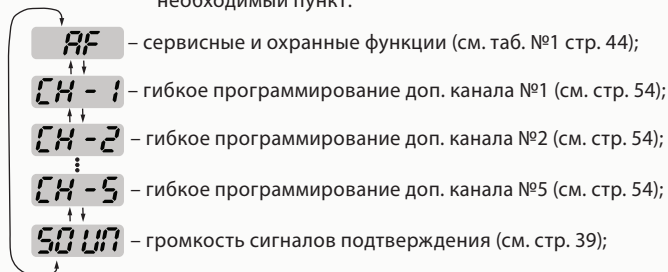 необходимый пункт.
AF – сервисные и охранные функции (см. таб. №1 стр. 44);
CH - 1 – гибкое программирование доп. канала №1 (см. стр. 54);
CH -2 – гибкое программирование доп. канала №2 (см. стр. 54);
CH -5 – гибкое программирование доп. канала №5 (см. стр. 54);
SOUN – громкость сигналов подтверждения (см. стр. 39);